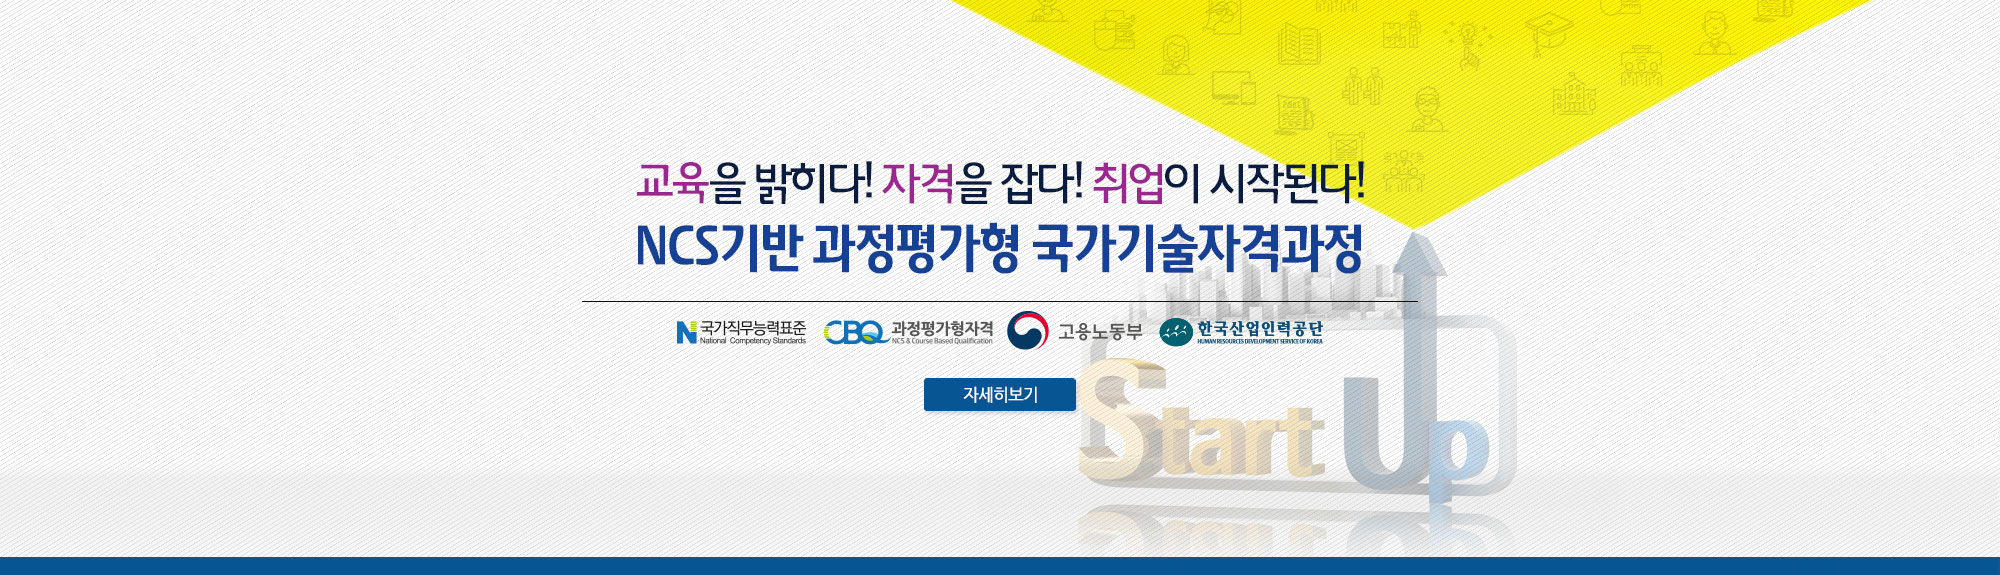 교육을 밝히다! 자격을 잡다! 취업이 시작된다!
NCS기반 과정평가형 국가기술자격과정
N 국가직무능력표준
National Competency Standards
CBQ 과정평가형자격
NCS & Course Based Qualification
고용노동부
한국산업인력공단
HUMAN RESOURCES DEVELOPMENT SERVICE OF KOREA
자세히보기
Start Up